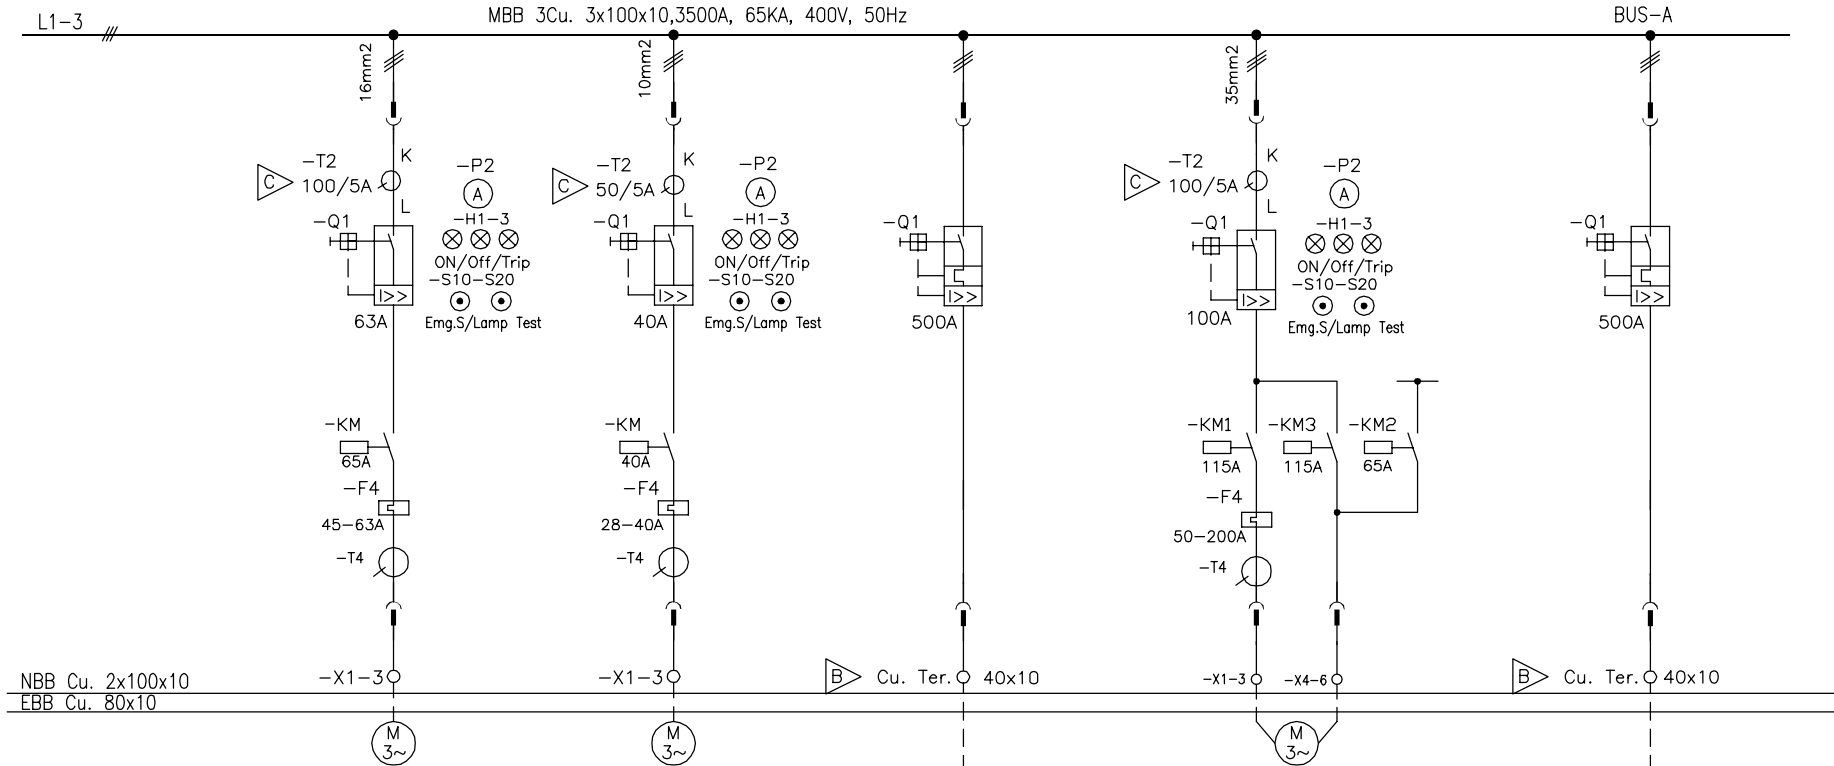 L1-3
MBB 3Cu. 3x100x10,3500A, 65KA, 400V, 50Hz
BUS-A
16mm2
10mm2
35mm2
C
-T2
100/5A
K
L
-P2
A
-H1-3
ON/Off/Trip
-S10-S20
Emg.S/Lamp Test
-Q1
I>>
63A
C
-T2
50/5A
K
L
-P2
A
-H1-3
ON/Off/Trip
-S10-S20
Emg.S/Lamp Test
-Q1
I>>
40A
-Q1
I>>
500A
C
-T2
100/5A
K
L
-P2
A
-H1-3
ON/Off/Trip
-S10-S20
Emg.S/Lamp Test
-Q1
I>>
100A
-Q1
I>>
500A
-KM
65A
-F4
45-63A
-T4
-KM
40A
-F4
28-40A
-T4
-KM1
115A
-KM3
115A
-KM2
65A
-F4
50-200A
-T4
NBB Cu. 2x100x10
EBB Cu. 80x10
-X1-3
-X1-3
B Cu. Ter. 40x10
-X1-3
-X4-6
B Cu. Ter. 40x10
M
3~
M
3~
M
3~